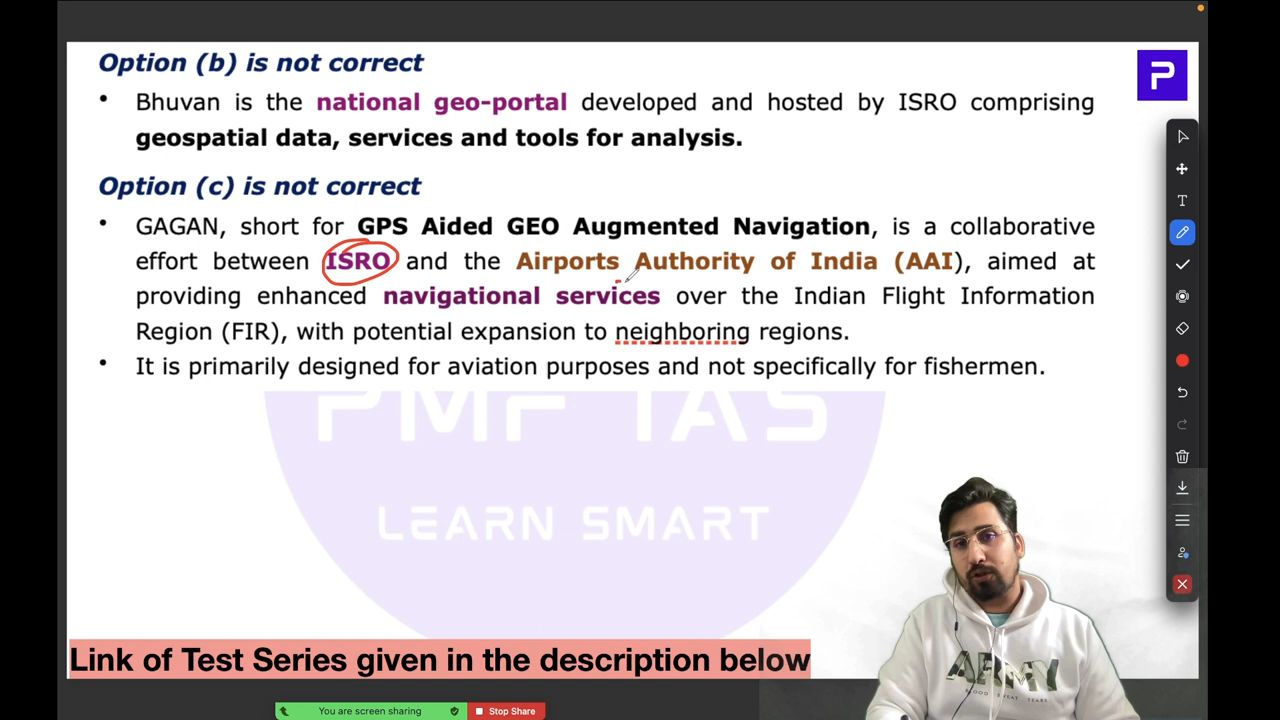 Option (b) is not correct
• Bhuvan is the national geo-portal developed and hosted by ISRO comprising
geospatial data, services and tools for analysis.
Option (c) is not correct
• GAGAN, short for GPS Aided GEO Augmented Navigation, is a collaborative
effort between ISRO and the Airports Authority of India (AAI), aimed at
providing enhanced navigational services over the Indian Flight Information
Region (FIR), with potential expansion to neighboring regions.
• It is primarily designed for aviation purposes and not specifically for fishermen.
PMF IAS
LEARN SMART
ARMY
BLOOD SWEAT TEARS
Link of Test Series given in the description below
You are screen sharing
Stop Share